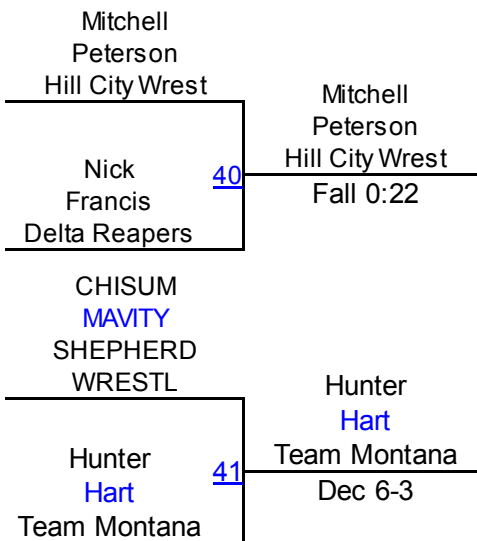 Mitchell
Peterson
Hill City Wrest
Nick
Francis
Delta Reapers
40
Mitchell
Peterson
Hill City Wrest
Fall 0:22
CHISUM
MAVITY
SHEPHERD
WRESTL
Hunter
Hart
Team Montana
41
Hunter
Hart
Team Montana
Dec 6-3